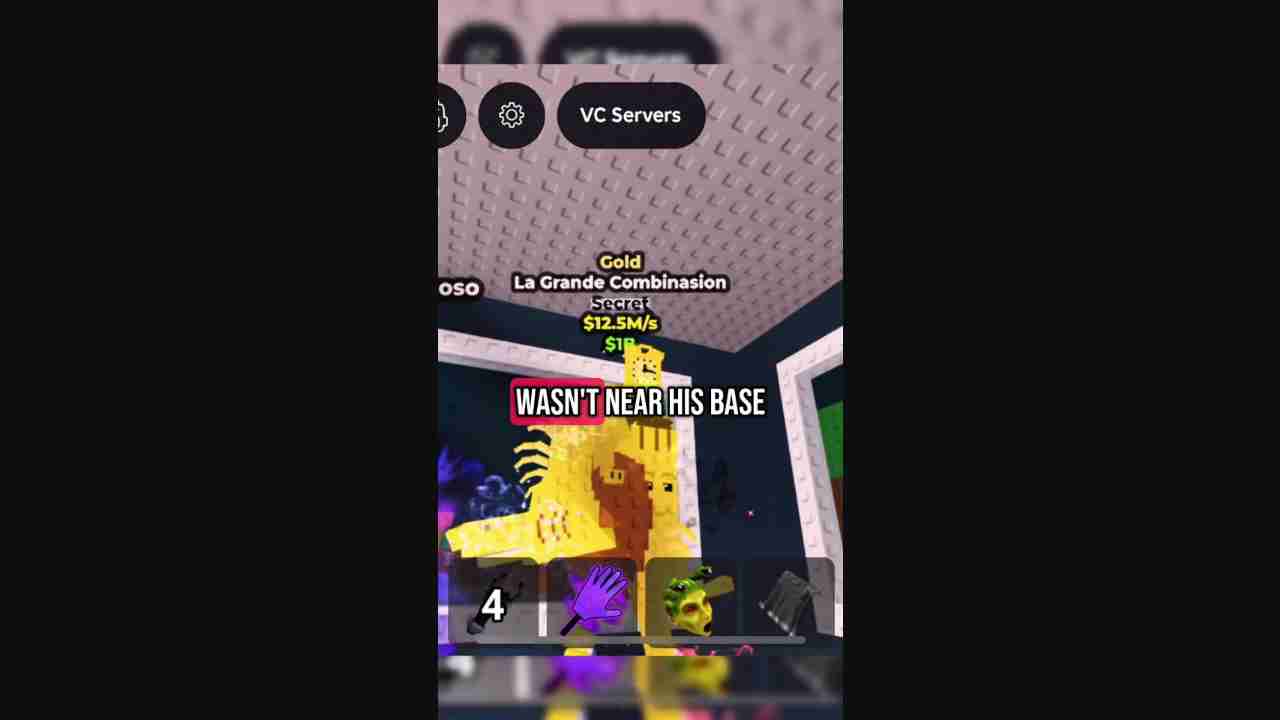 VC Servers
Gold
La Grande Combinasion
oso
Secret
$12.5M/s
WASN'T NEAR HIS BASE
4